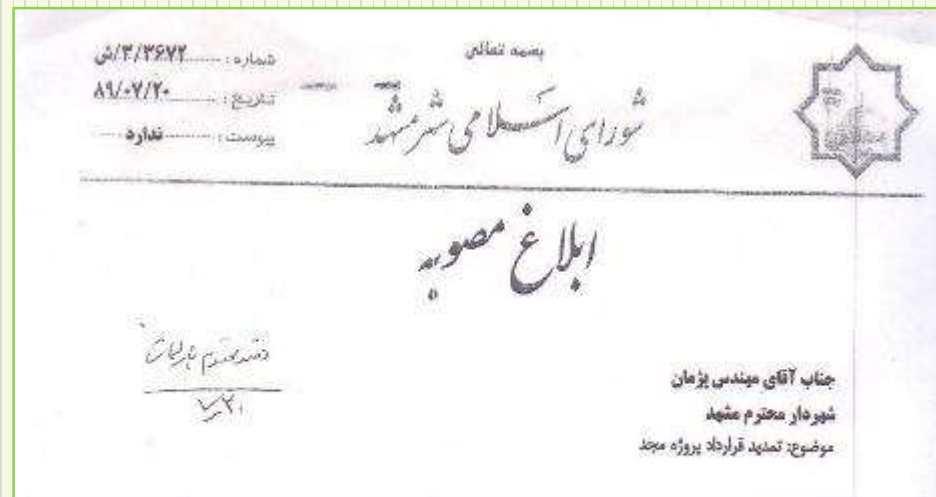 بسمه تعالی
شورای اسلامی شهر مشهد
شماره : ........۳/۳۶۷۲/ش
تاریخ : ........۸۹/۰۷/۲۰
پیوست : ........ندارد.....
ابلاغ مصوبه
جناب آقای مهندس پژمان
شهردار محترم مشهد
موضوع: تمدید قرارداد پروژه مجد